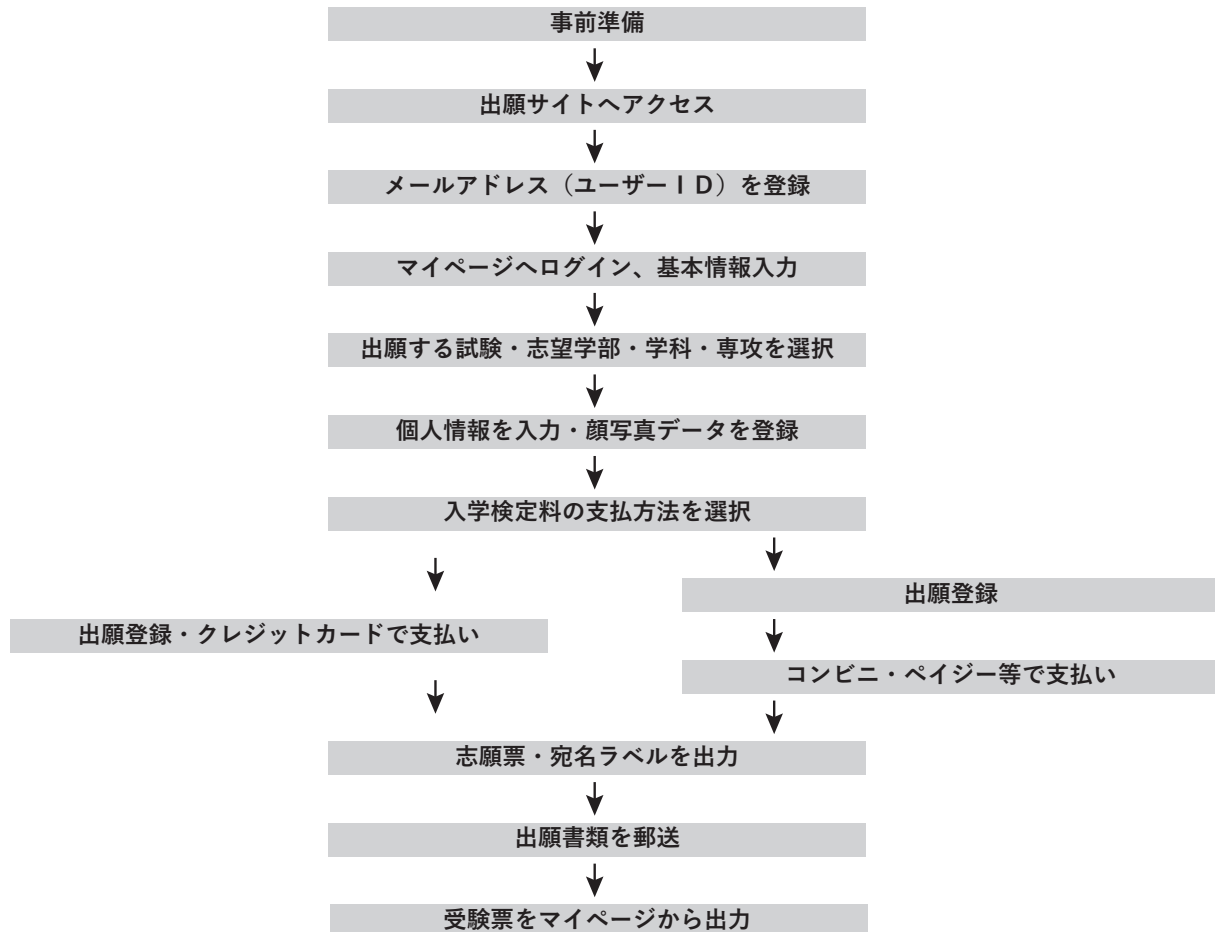 事前準備
出願サイトへアクセス
メールアドレス（ユーザーＩＤ）を登録
マイページへログイン、基本情報入力
出願する試験・志望学部・学科・専攻を選択
個人情報を入力・顔写真データを登録
入学検定料の支払方法を選択
出願登録
出願登録・クレジットカードで支払い
コンビニ・ペイジー等で支払い
志願票・宛名ラベルを出力
出願書類を郵送
受験票をマイページから出力